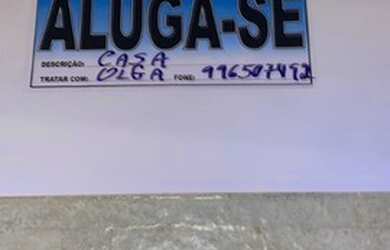 ALUGA-SE
DESCRIÇÃO: CASA
TRATAR COM: OLGA FONE: 996507492